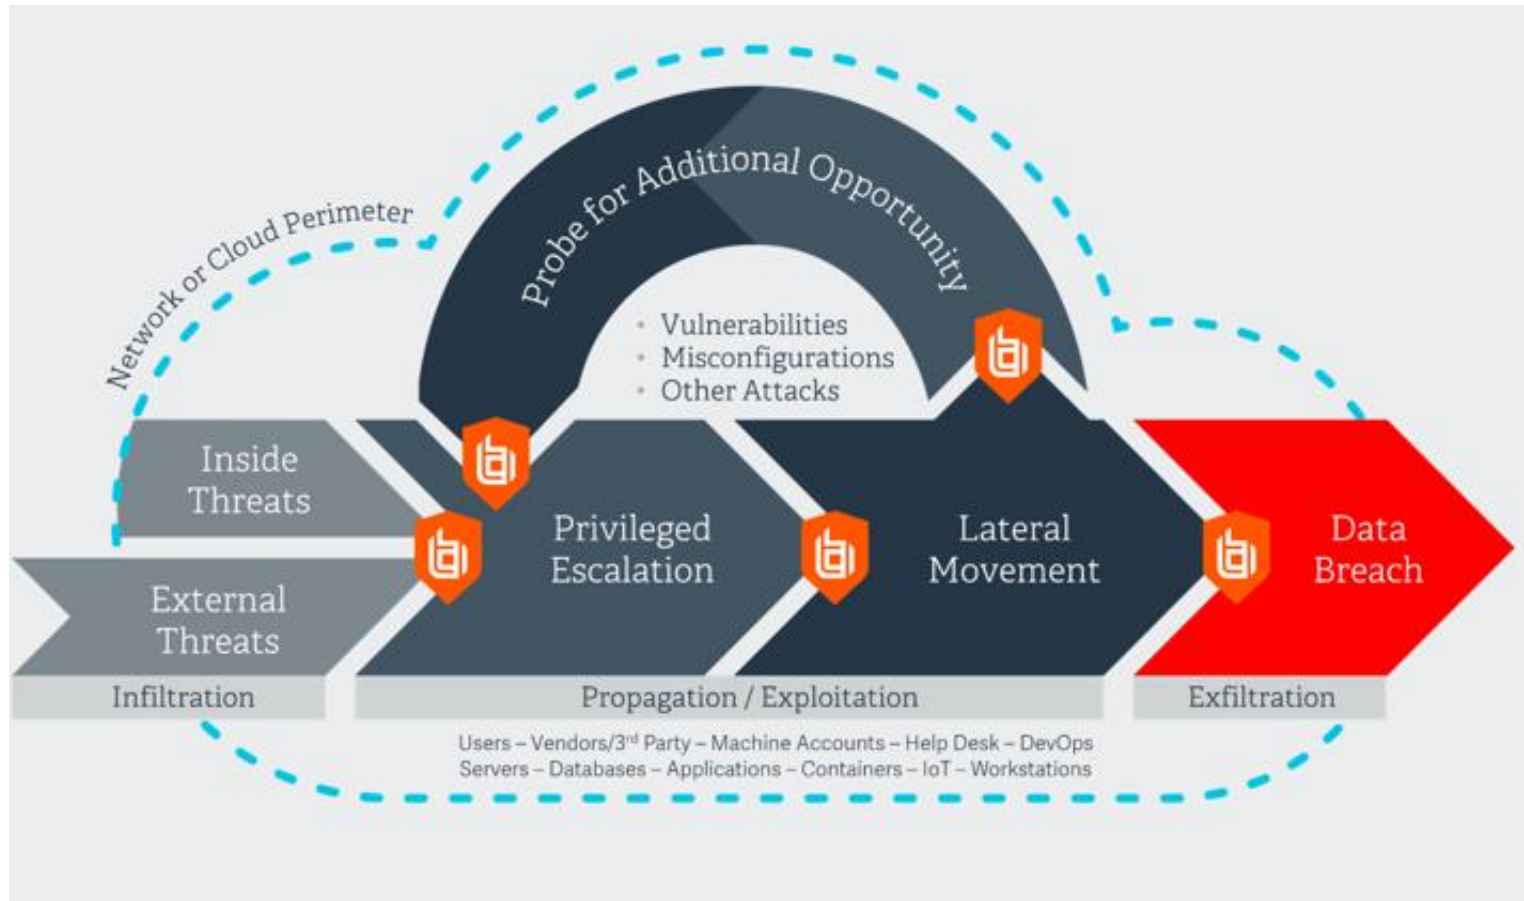 Network or Cloud Perimeter
Probe for Additional Opportunity
• Vulnerabilities
• Misconfigurations
• Other Attacks
Inside
Threats
External
Threats
Privileged
Escalation
Lateral
Movement
Data
Breach
Infiltration
Propagation / Exploitation
Exfiltration
Users – Vendors/3rd Party – Machine Accounts – Help Desk – DevOps
Servers – Databases – Applications – Containers – IoT – Workstations